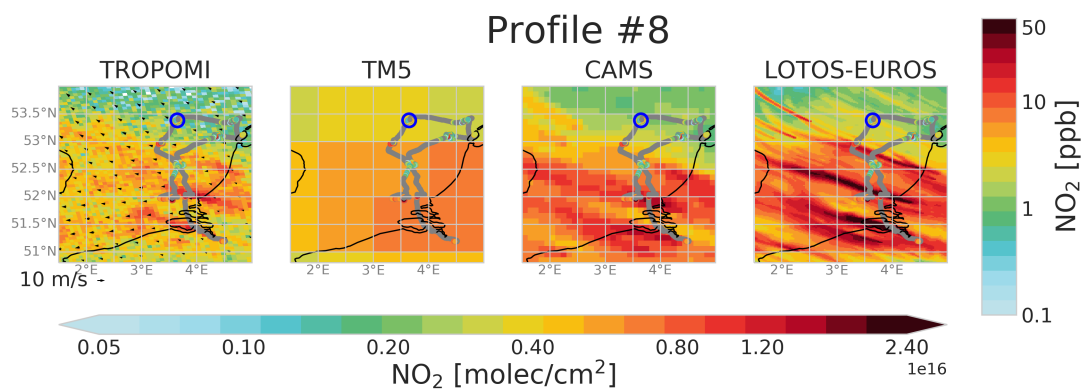 Profile #8
TROPOMI TM5 CAMS LOTOS-EUROS
53.5°N
53°N
52.5°N
52°N
51.5°N
51°N
2°E 3°E 4°E 2°E 3°E 4°E 2°E 3°E 4°E 2°E 3°E 4°E
10 m/s
50
10
1
0.1
NO₂ [ppb]
0.05 0.10 0.20 0.40 0.80 1.20 2.40
1e16
NO₂ [molec/cm²]